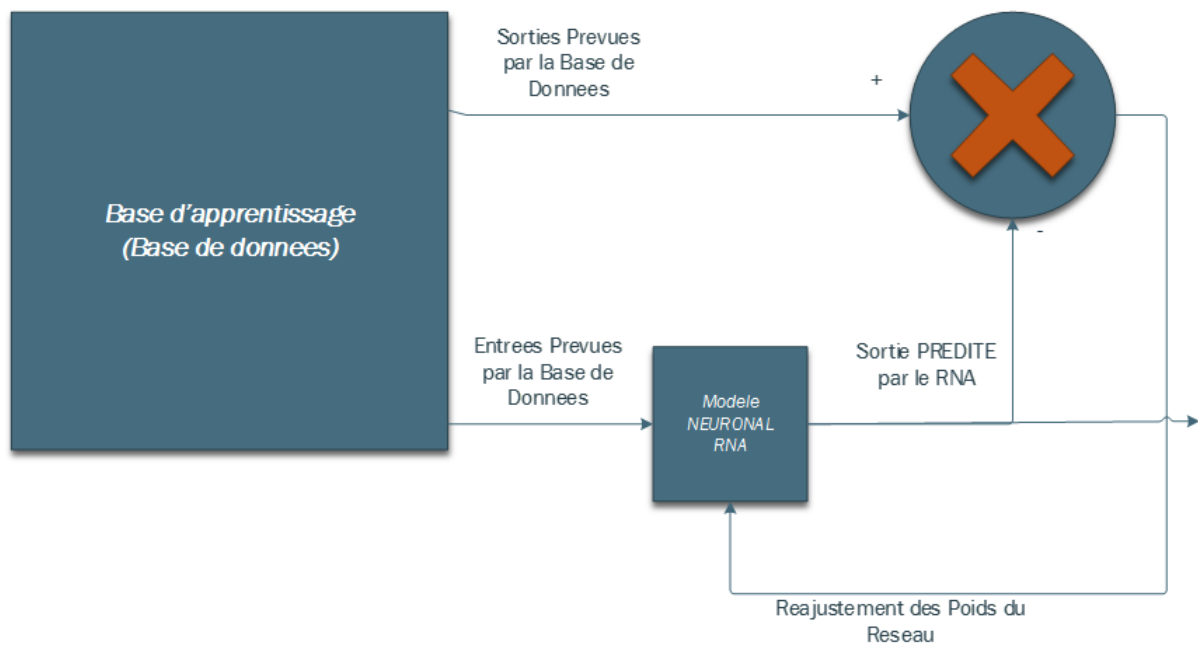 Sorties Prevues
par la Base de
Donnees
+
Base d'apprentissage
(Base de donnees)
-
Entrees Prevues
par la Base de
Donnees
Modele
NEURONAL
RNA
Sortie PREDITE
par le RNA
Reajustement des Poids du
Reseau